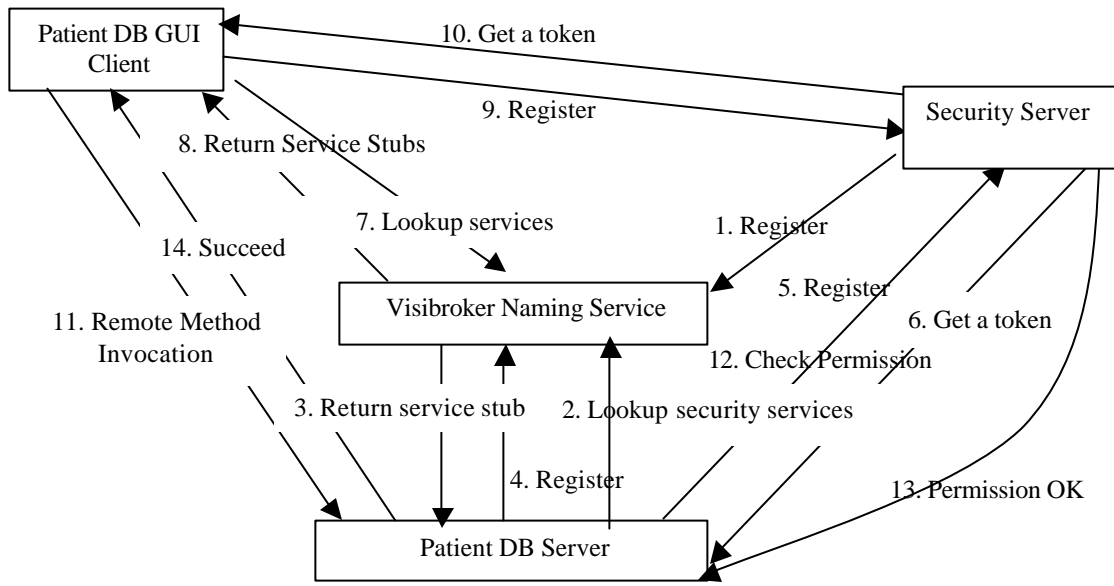 Patient DB GUI
Client
10. Get a token
9. Register
Security Server
8. Return Service Stubs
7. Lookup services
1. Register
14. Succeed
5. Register
Visibroker Naming Service
11. Remote Method
Invocation
6. Get a token
12. Check Permission
3. Return service stub
2. Lookup security services
4. Register
13. Permission OK
Patient DB Server